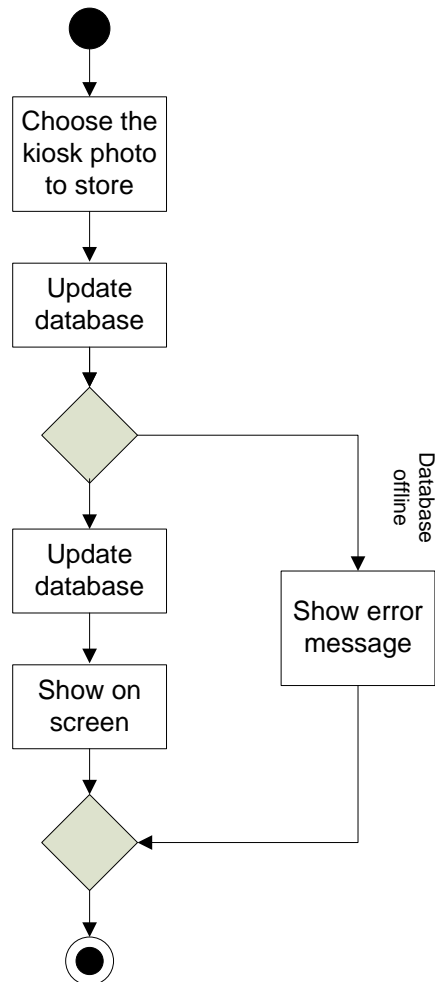 Choose the
kiosk photo
to store
Update
database
Database
offline
Update
database
Show error
message
Show on
screen